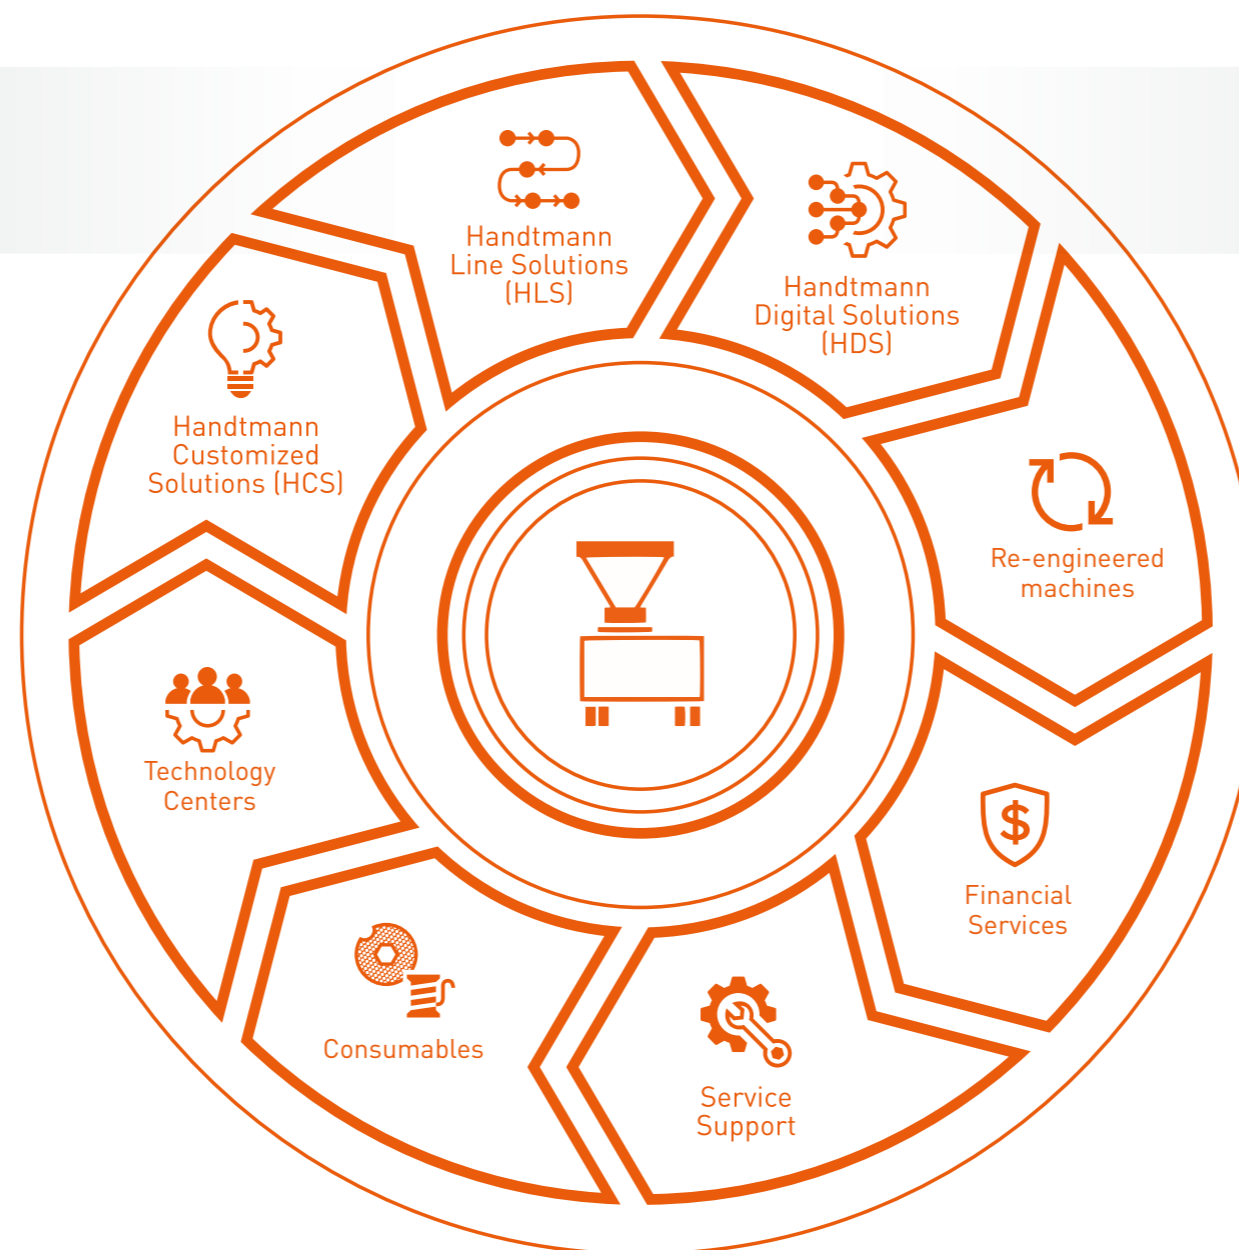 Handtmann
Line Solutions
(HLS)
Handtmann
Digital Solutions
(HDS)
Re-engineered
machines
Financial
Services
Service
Support
Consumables
Technology
Centers
Handtmann
Customized
Solutions (HCS)